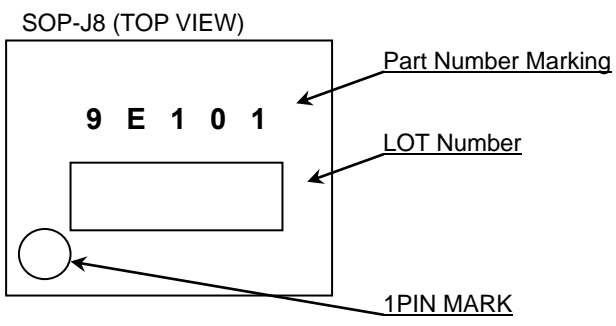 SOP-J8 (TOP VIEW)
Part Number Marking
9 E 1 0 1
LOT Number
1PIN MARK